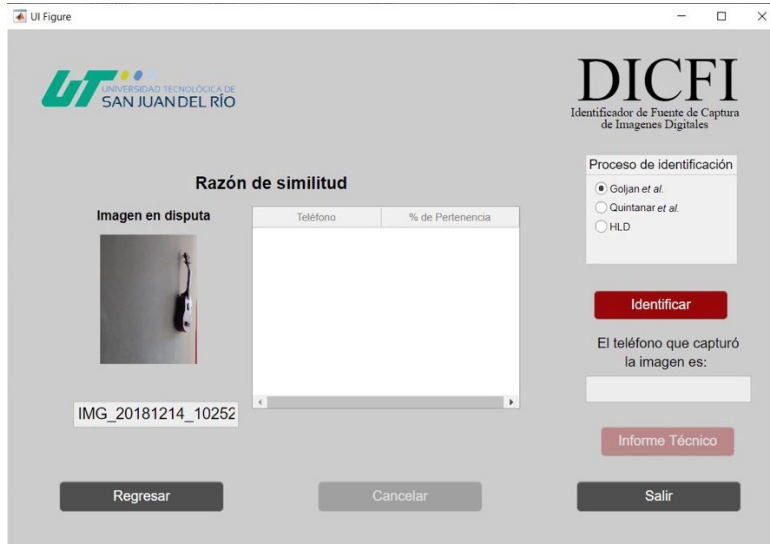 UI Figure
UT
UNIVERSIDAD TECNOLÓGICA DE
SAN JUAN DEL RÍO
DICFI
Identificador de Fuente de Captura
de Imagenes Digitales
Proceso de identificación
Goljan et al.
Quintanar et al.
HLD
Razón de similitud
Imagen en disputa
Teléfono
% de Pertenencia
IMG_20181214_10252
Identificar
El teléfono que capturó
la imagen es:
Informe Técnico
Regresar
Cancelar
Salir